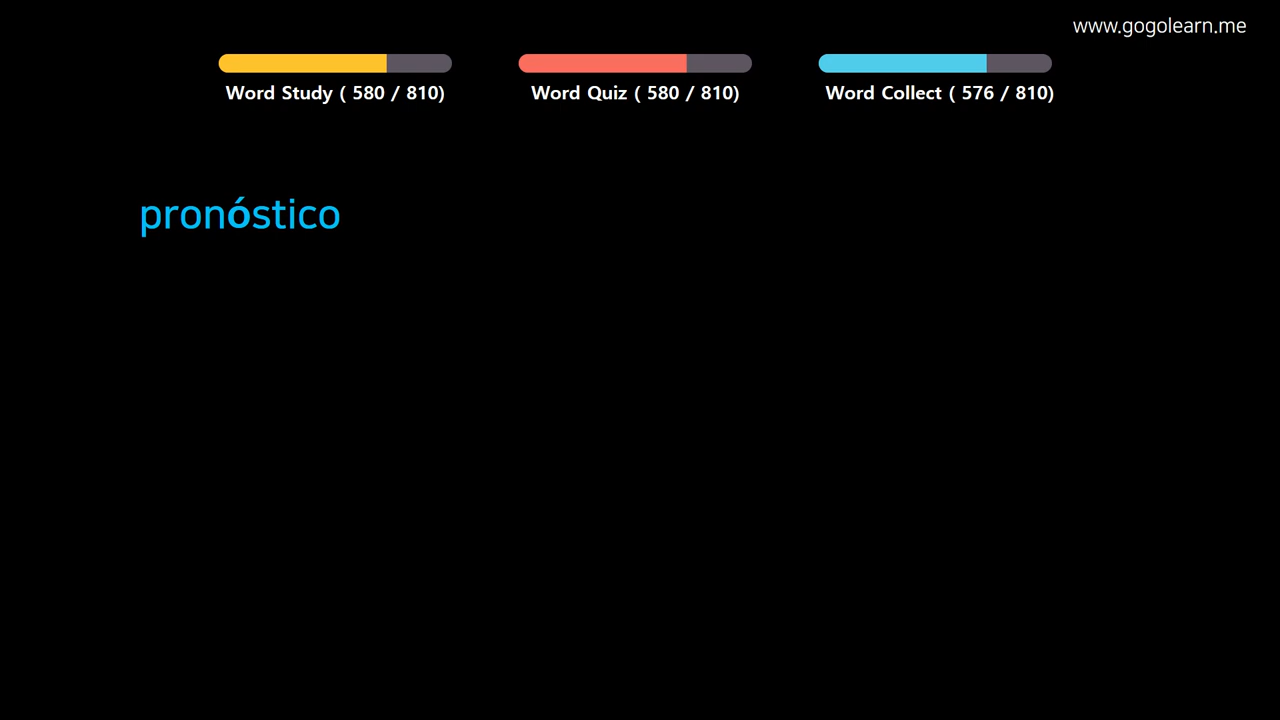 www.gogolearn.me
Word Study ( 580 / 810)
Word Quiz ( 580 / 810)
Word Collect ( 576 / 810)
pronóstico